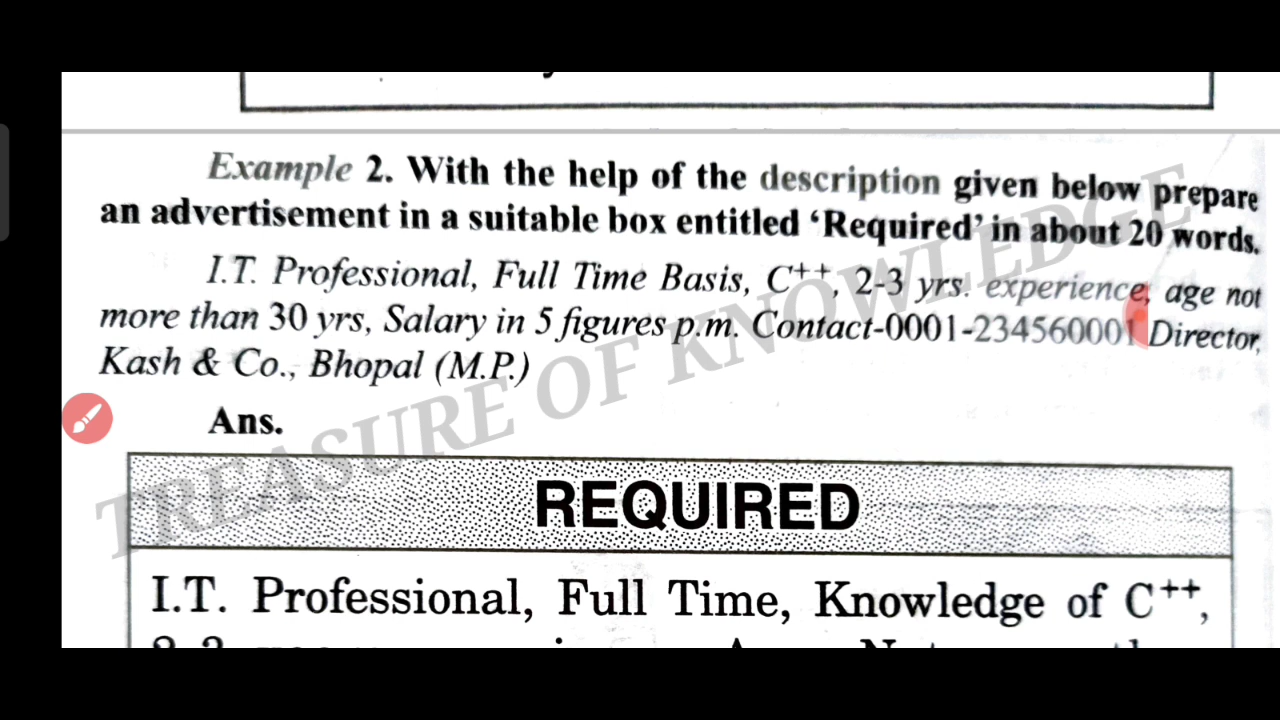 Example 2. With the help of the description given below prepare
an advertisement in a suitable box entitled ‘Required’ in about 20 words.
I.T. Professional, Full Time Basis, C++, 2-3 yrs. experience, age not
more than 30 yrs, Salary in 5 figures p.m. Contact-0001-234560001 Director,
Kash & Co., Bhopal (M.P.)
TREASURE OF KNOWLEDGE
Ans.
REQUIRED
I.T. Professional, Full Time, Knowledge of C++,